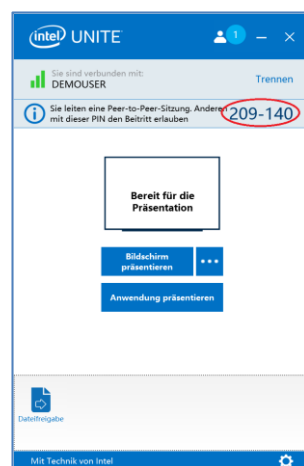 intel UNITE
1
Sie sind verbunden mit:
DEMOUSER
Trennen
Sie leiten eine Peer-to-Peer-Sitzung. Anderen
mit dieser PIN den Beitritt erlauben
209-140
Bereit für die
Präsentation
Bildschirm
präsentieren
Anwendung präsentieren
Dateifreigabe
Mit Technik von Intel